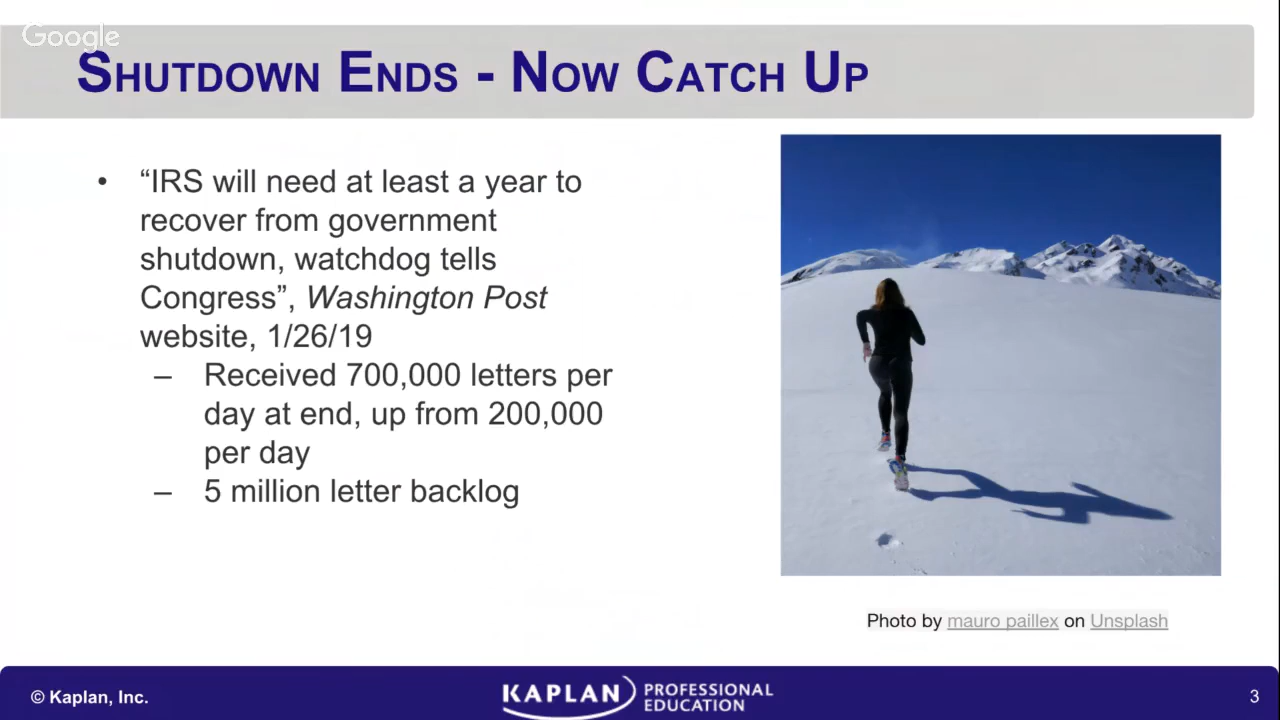 Google
SHUTDOWN ENDS - NOW CATCH UP
• “IRS will need at least a year to
recover from government
shutdown, watchdog tells
Congress”, Washington Post
website, 1/26/19
– Received 700,000 letters per
day at end, up from 200,000
per day
– 5 million letter backlog
Photo by mauro paillex on Unsplash
© Kaplan, Inc.
KAPLAN PROFESSIONAL
EDUCATION
3